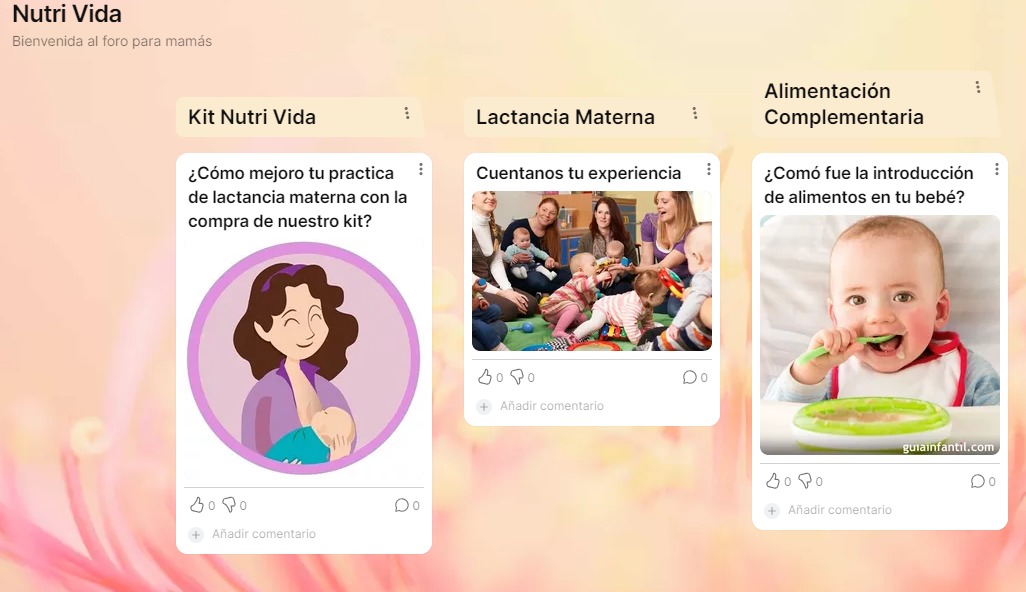 Nutri Vida
Bienvenida al foro para mamás
Kit Nutri Vida
¿Cómo mejoro tu practica
de lactancia materna con la
compra de nuestro kit?
0 0 0
Añadir comentario
Lactancia Materna
Cuentanos tu experiencia
0 0 0
Añadir comentario
Alimentación
Complementaria
¿Comó fue la introducción
de alimentos en tu bebé?
guiainfantil.com
0 0 0
Añadir comentario